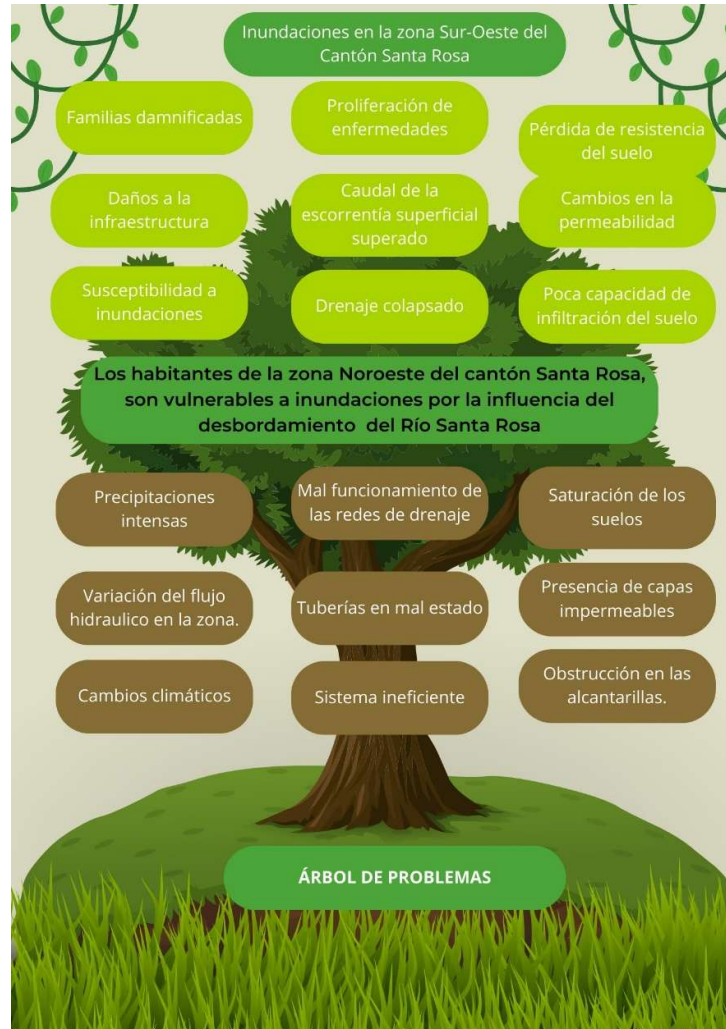 Inundaciones en la zona Sur-Oeste del
Cantón Santa Rosa
Familias damnificadas
Proliferación de
enfermedades
Pérdida de resistencia
del suelo
Daños a la
infraestructura
Caudal de la
escorrentía superficial
superado
Cambios en la
permeabilidad
Susceptibilidad a
inundaciones
Drenaje colapsado
Poca capacidad de
infiltración del suelo
Los habitantes de la zona Noroeste del cantón Santa Rosa,
son vulnerables a inundaciones por la influencia del
desbordamiento del Río Santa Rosa
Precipitaciones
intensas
Mal funcionamiento de
las redes de drenaje
Saturación de los
suelos
Variación del flujo
hidraulico en la zona.
Tuberías en mal estado
Presencia de capas
impermeables
Cambios climáticos
Sistema ineficiente
Obstrucción en las
alcantarillas.
ÁRBOL DE PROBLEMAS